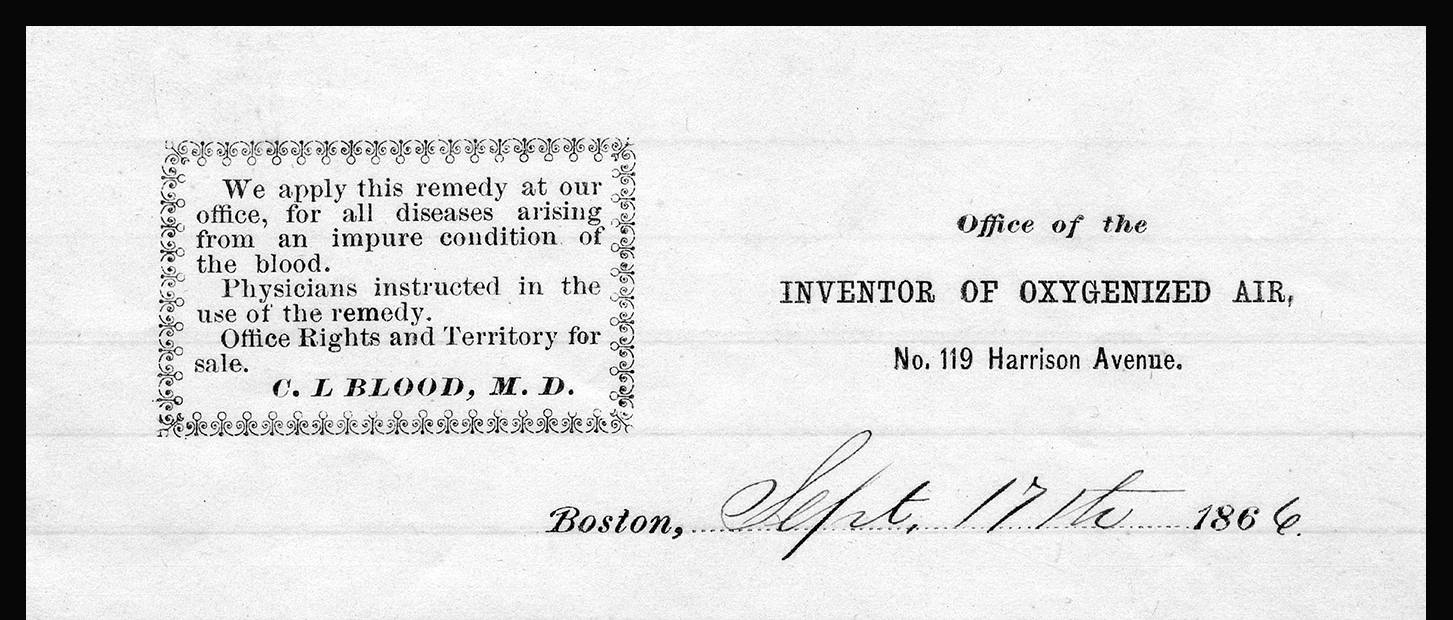 We apply this remedy at our
office, for all diseases arising
from an impure condition of
the blood.
Physicians instructed in the
use of the remedy.
Office Rights and Territory for
sale.
C. L BLOOD, M. D.
Office of the
INVENTOR OF OXYGENIZED AIR,
No. 119 Harrison Avenue.
Boston, Sept. 17th 1866.